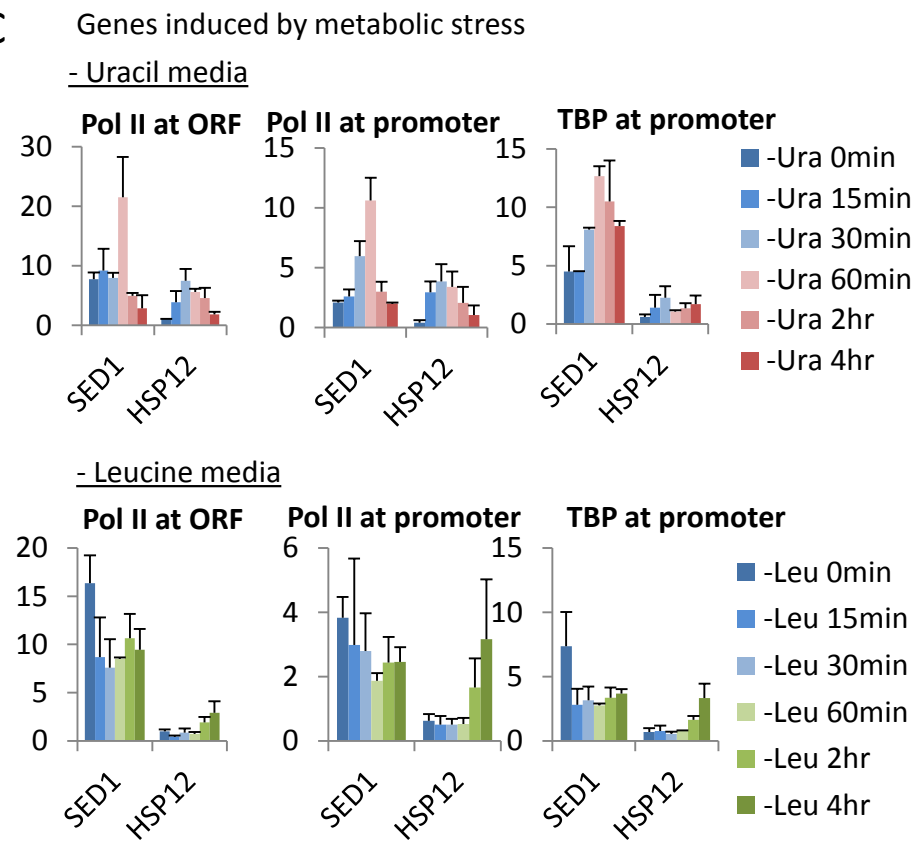 C
Genes induced by metabolic stress
- Uracil media
Pol II at ORF
Pol II at promoter
TBP at promoter
30
20
10
0
15
10
5
0
15
10
5
0
SED1
HSP12
SED1
HSP12
SED1
HSP12
-Ura 0min
-Ura 15min
-Ura 30min
-Ura 60min
-Ura 2hr
-Ura 4hr
- Leucine media
Pol II at ORF
Pol II at promoter
TBP at promoter
20
15
10
5
0
6
4
2
0
15
10
5
0
SED1
HSP12
SED1
HSP12
SED1
HSP12
-Leu 0min
-Leu 15min
-Leu 30min
-Leu 60min
-Leu 2hr
-Leu 4hr